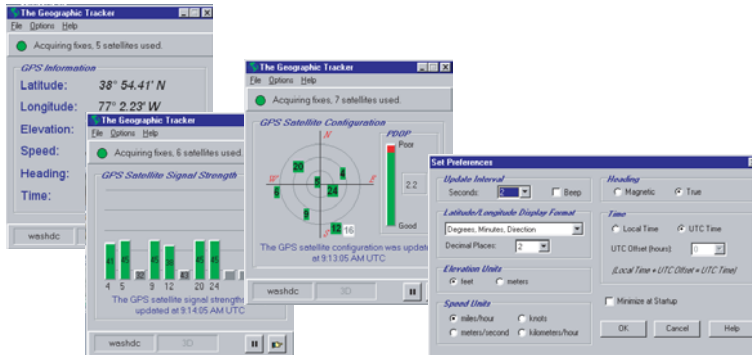 The Geographic Tracker
File Options Help
Acquiring fixes, 5 satellites used.
GPS Information
Latitude: 38° 54.41' N
Longitude: 77° 2.23' W
Elevation:
Speed:
Heading:
Time:
washdc
The Geographic Tracker
File Options Help
Acquiring fixes, 6 satellites used.
GPS Satellite Signal Strength
45 45 45
4 5 9 12 20 24
The GPS satellite signal strength
updated at 9:14:05 AM UTC
washdc 3D
The Geographic Tracker
File Options Help
Acquiring fixes, 7 satellites used.
GPS Satellite Configuration
PDOP
N
Poor
20
24
2.2
12 16
S
Good
The GPS satellite configuration was updat
at 9:13:05 AM UTC
washdc 3D
Set Preferences
Update Interval
Seconds: 2 Beep
Latitude/Longitude Display Format
Degrees, Minutes, Direction
Decimal Places: 2
Elevation Units
feet meters
Speed Units
miles/hour knots
meters/second kilometers/hour
Heading
Magnetic True
Time
Local Time UTC Time
UTC Offset (hours): 0
(Local Time + UTC Offset = UTC Time)
Minimize at Startup
OK Cancel Help